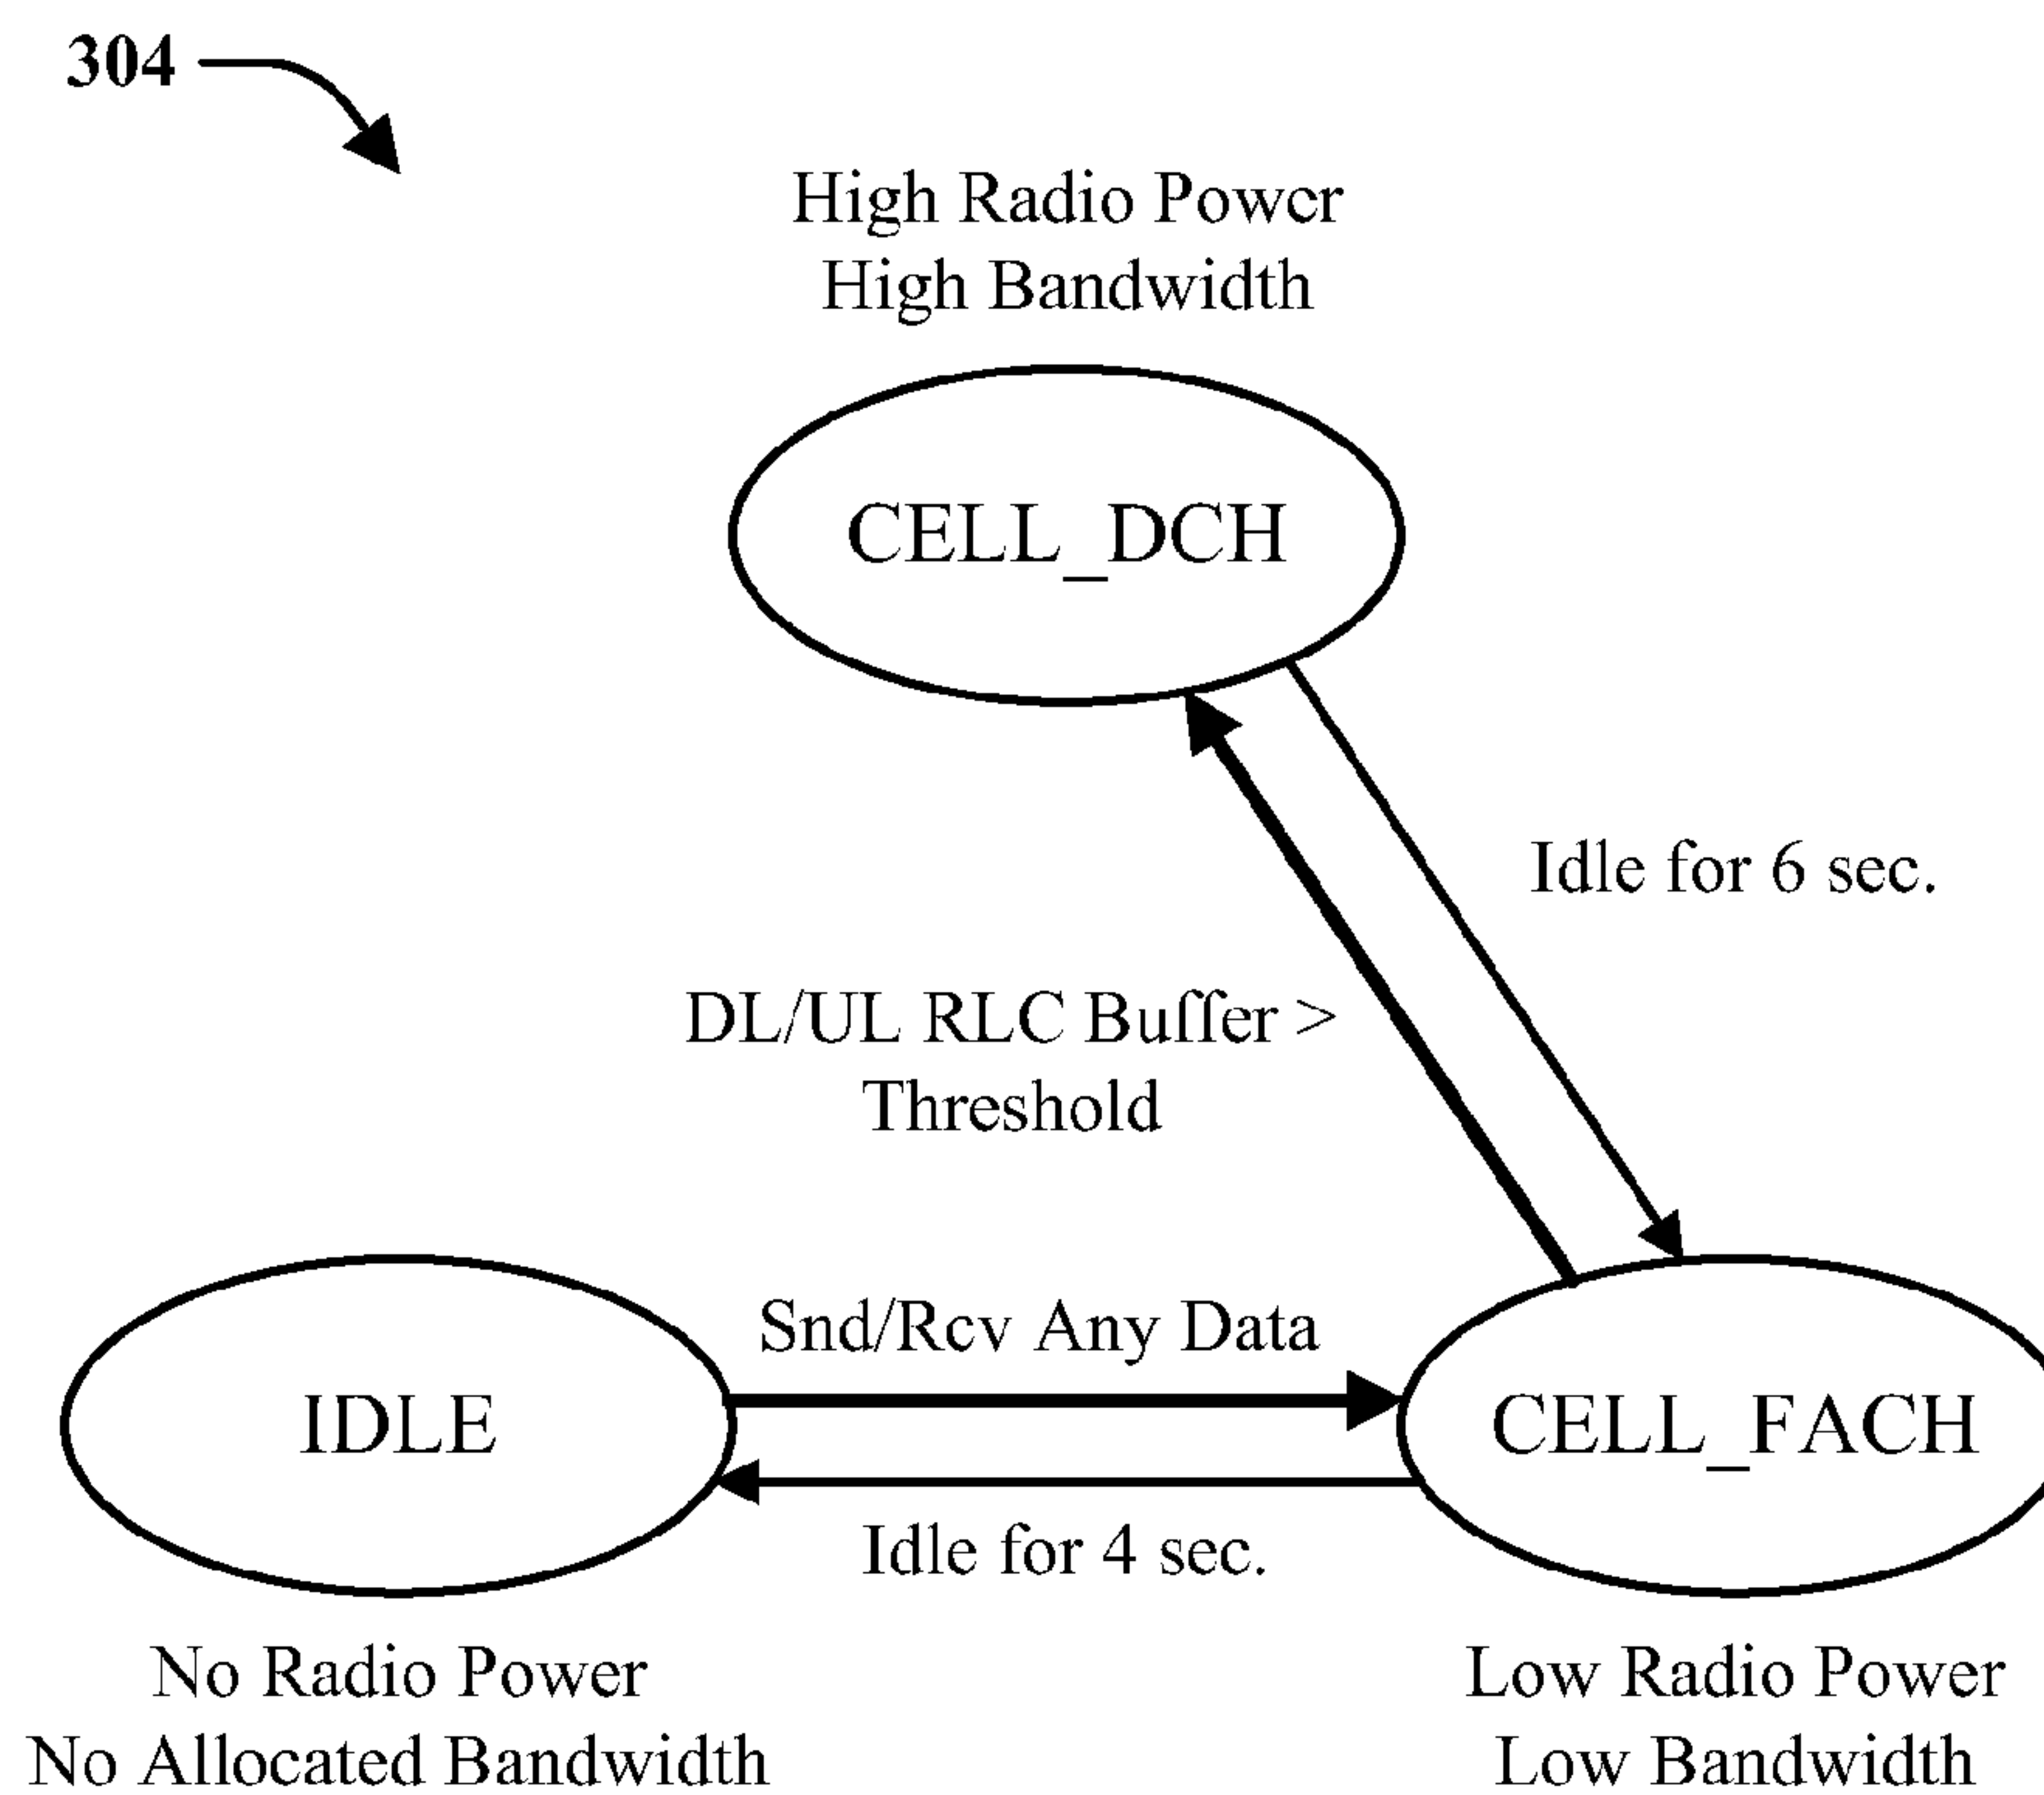 304
High Radio Power
High Bandwidth
CELL_DCH
Idle for 6 sec.
DL/UL RLC Buffer >
Threshold
Snd/Rcv Any Data
IDLE
CELL_FACH
Idle for 4 sec.
No Radio Power
No Allocated Bandwidth
Low Radio Power
Low Bandwidth